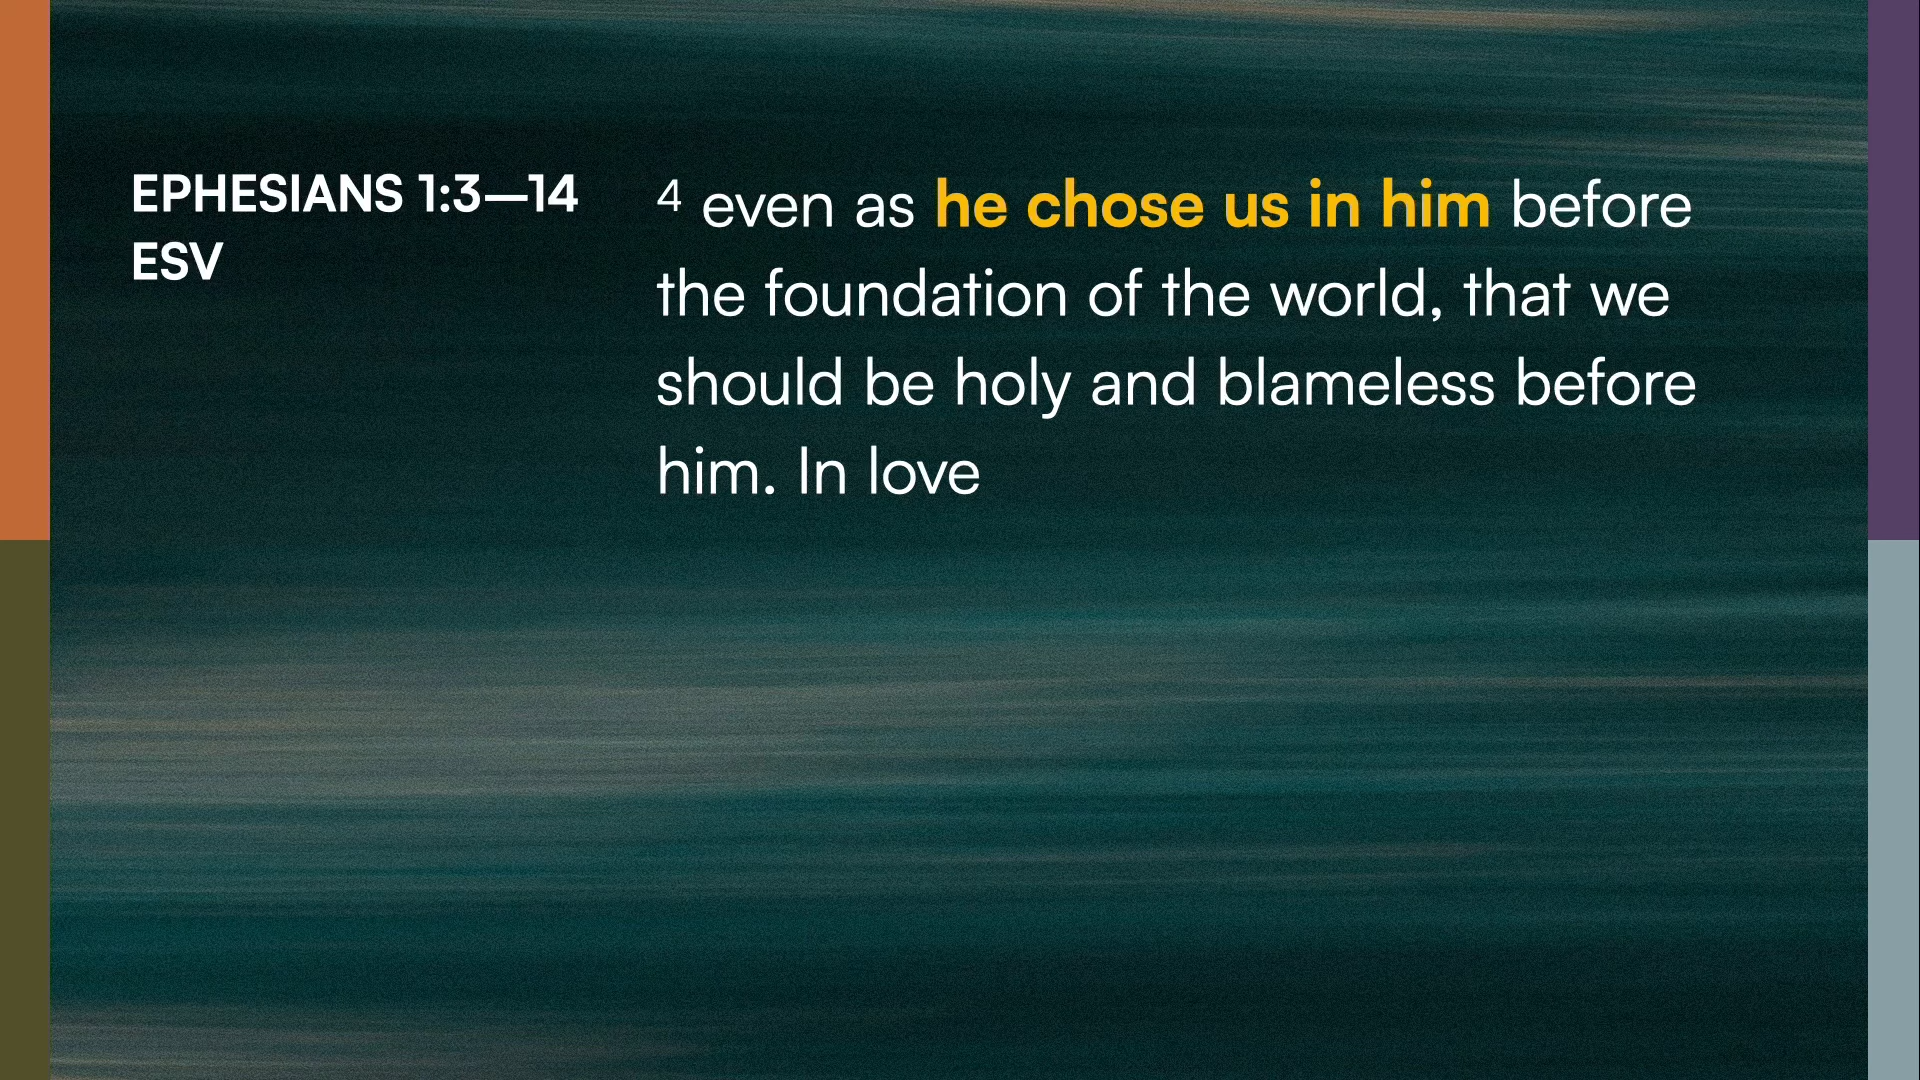 EPHESIANS 1:3—14
ESV
4 even as he chose us in him before
the foundation of the world, that we
should be holy and blameless before
him. In love